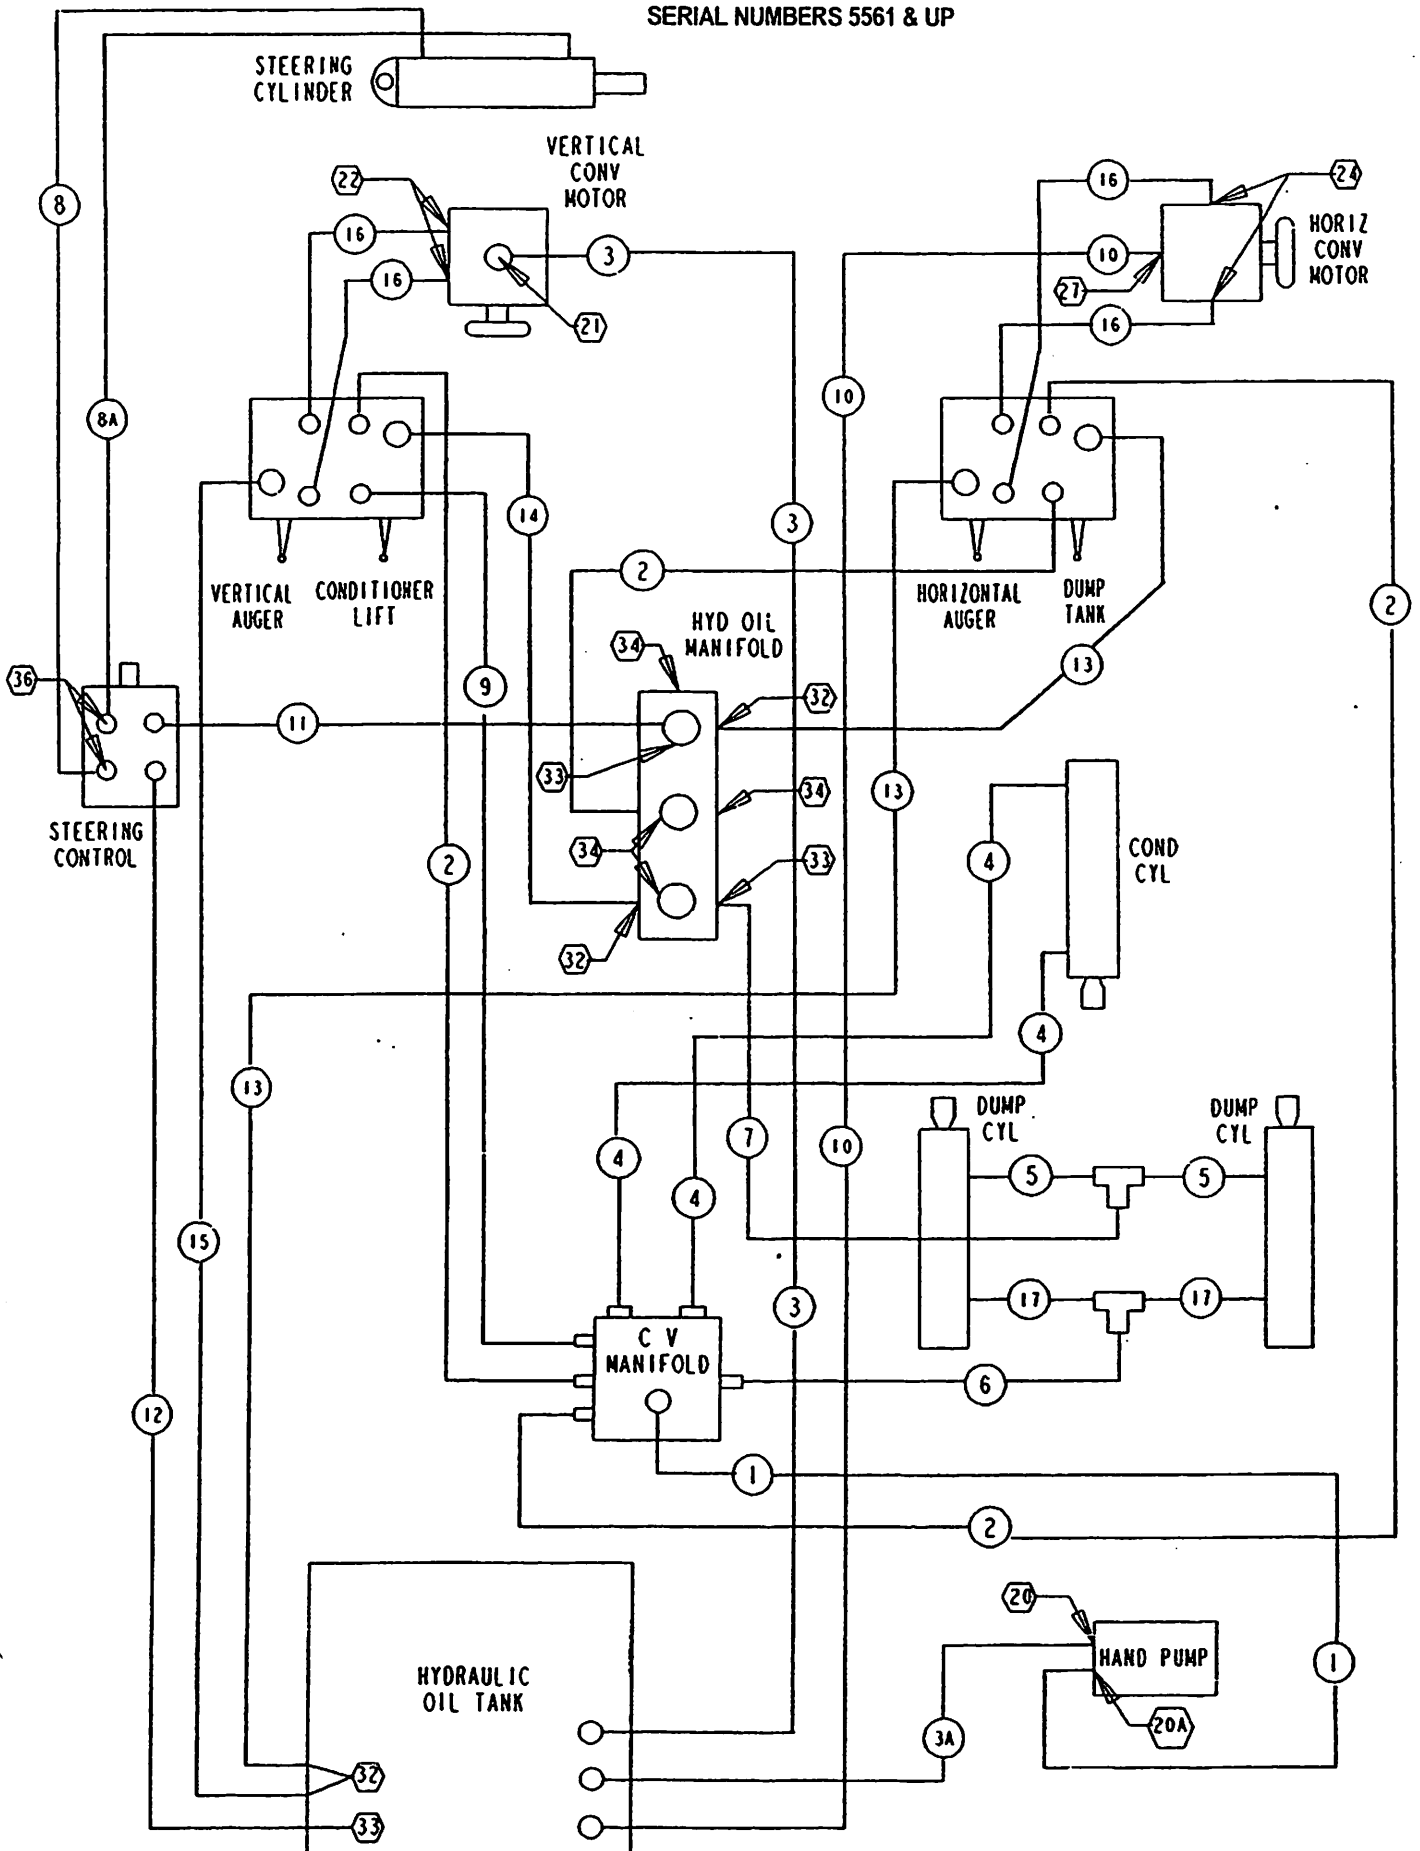 SERIAL NUMBERS 5561 & UP
STEERING
CYLINDER
VERTICAL
CONV
MOTOR
22
24
16
8
16
3
10
HORIZ
CONV
MOTOR
16
27
21
16
10
8A
14
3
2
VERTICAL
AUGER
CONDITIONER
LIFT
HORIZONTAL
AUGER
DUMP
TANK
2
HYD OIL
MANIFOLD
34
13
36
9
32
11
33
34
13
STEERING
CONTROL
2
34
33
4
COND
CYL
32
4
13
DUMP
CYL
DUMP
CYL
7
10
4
5
5
4
15
17
17
3
C V
MANIFOLD
6
12
1
2
20
HYDRAULIC
OIL TANK
HAND PUMP
1
20A
3A
32
33